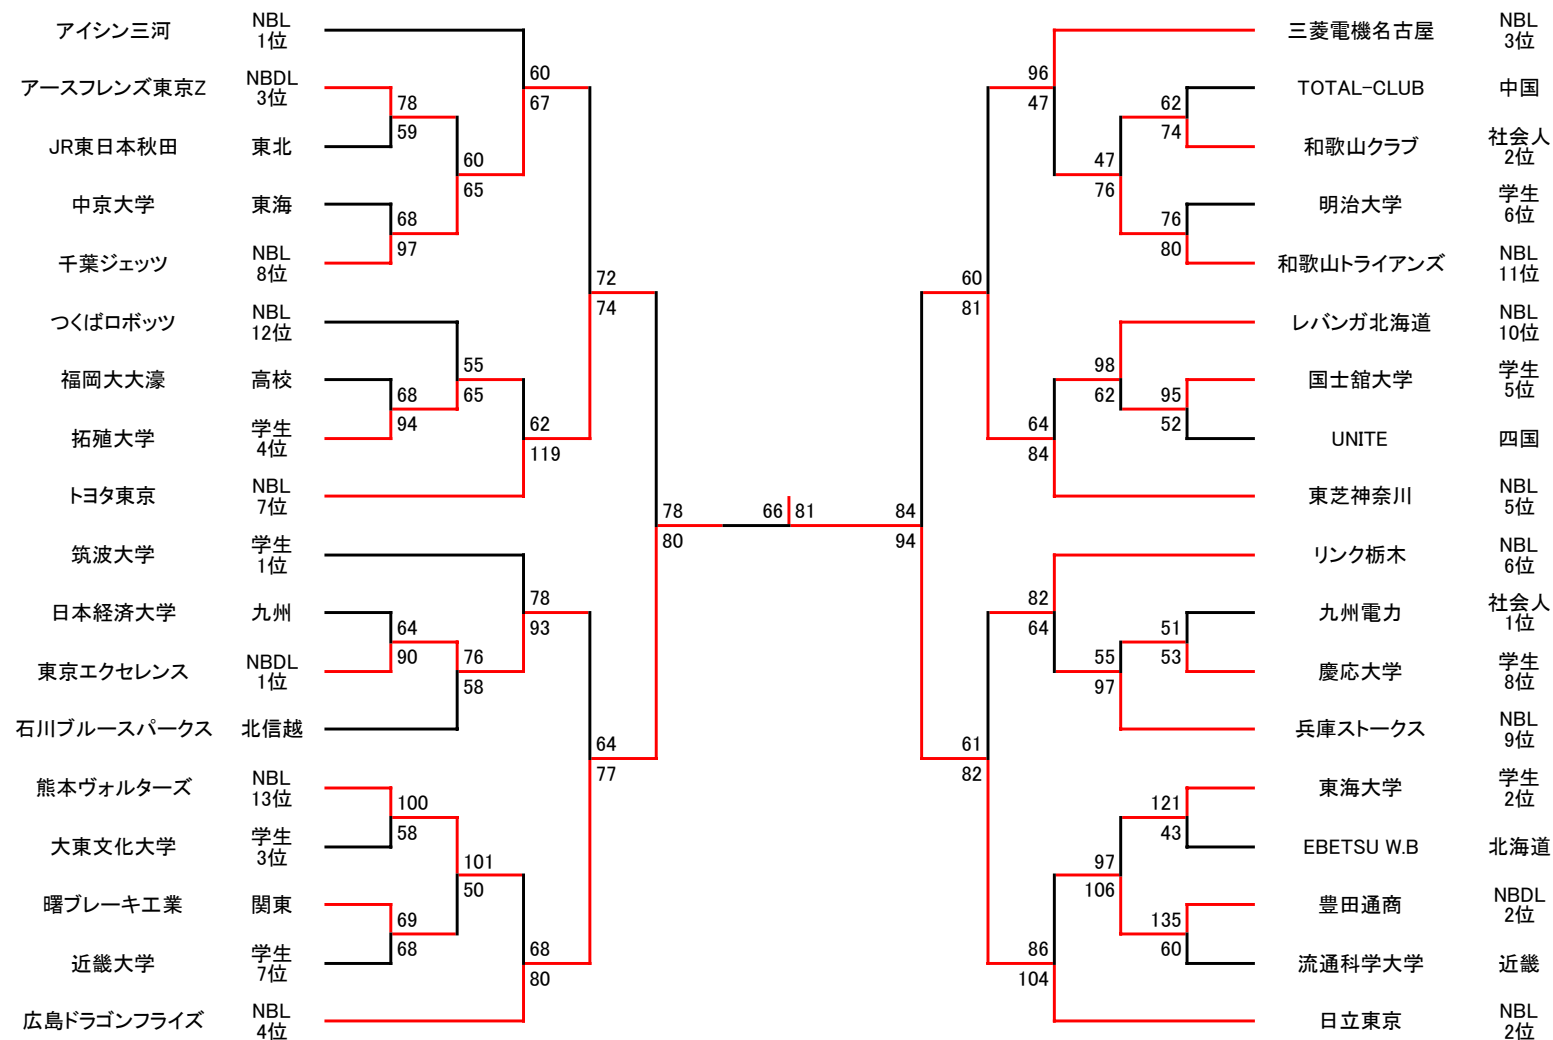 アイシン三河 NBL 1位
60
アースフレンズ東京Z NBDL 3位
78
67
59
JR東日本秋田 東北
60
65
中京大学 東海
68
97
千葉ジェッツ NBL 8位
72
74
つくばロボッツ NBL 12位
55
福岡大大濠 高校
68
65
94
拓殖大学 学生 4位
62
119
トヨタ東京 NBL 7位
78
80
筑波大学 学生 1位
78
日本経済大学 九州
64
93
90
東京エクセレンス NBDL 1位
76
58
石川ブルースパークス 北信越
64
77
熊本ヴォルターズ NBL 13位
100
58
大東文化大学 学生 3位
101
50
曙ブレーキ工業 関東
69
68
近畿大学 学生 7位
68
80
広島ドラゴンフライズ NBL 4位
66 81
三菱電機名古屋 NBL 3位
96
TOTAL-CLUB 中国
62
47
74
和歌山クラブ 社会人 2位
47
76
明治大学 学生 6位
76
80
和歌山トライアンズ NBL 11位
60
81
レバンガ北海道 NBL 10位
98
国士舘大学 学生 5位
95
62
52
UNITE 四国
64
84
東芝神奈川 NBL 5位
84
94
リンク栃木 NBL 6位
82
九州電力 社会人 1位
51
64
53
慶応大学 学生 8位
55
97
兵庫ストークス NBL 9位
61
82
東海大学 学生 2位
121
43
EBETSU W.B 北海道
97
106
豊田通商 NBDL 2位
135
60
流通科学大学 近畿
86
104
日立東京 NBL 2位